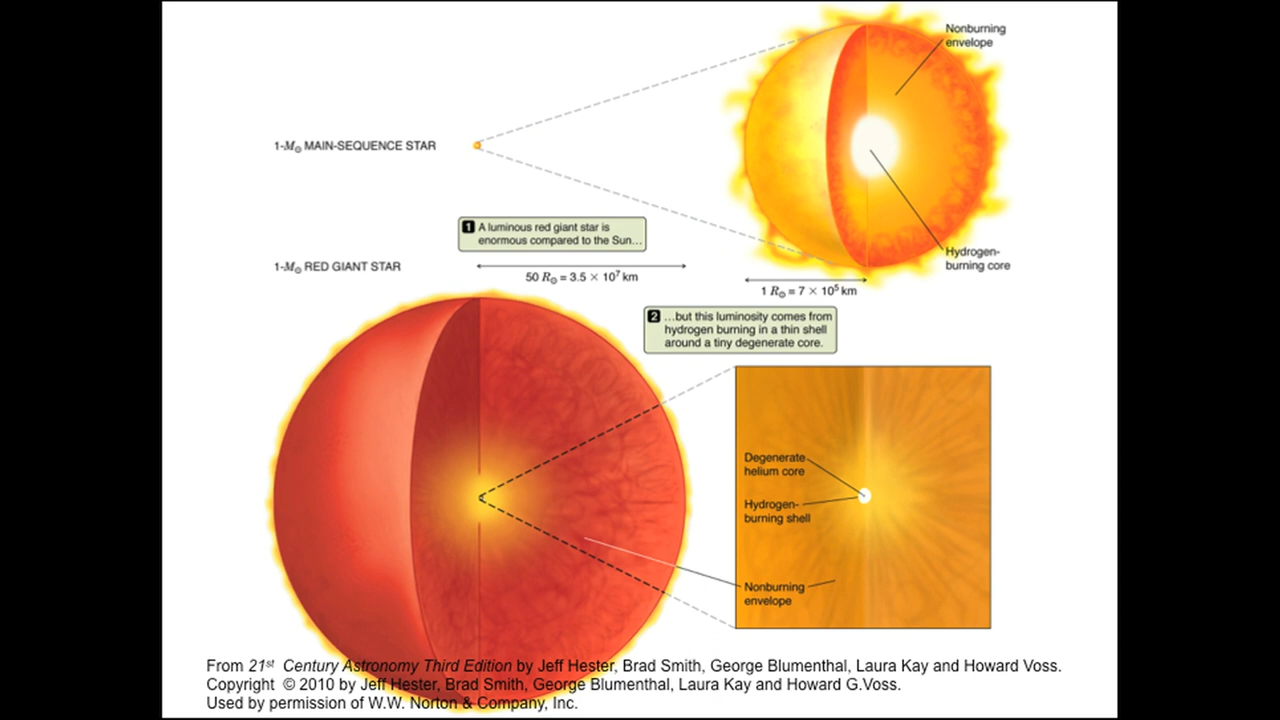 Nonburning
envelope
1-M⊙ MAIN-SEQUENCE STAR
1 A luminous red giant star is
enormous compared to the Sun…
Hydrogen-
burning core
1-M⊙ RED GIANT STAR
50 R⊙ = 3.5 × 10⁷ km
1 R⊙ = 7 × 10⁵ km
2 …but this luminosity comes from
hydrogen burning in a thin shell
around a tiny degenerate core.
Degenerate
helium core
Hydrogen-
burning shell
Nonburning
envelope
From 21st Century Astronomy Third Edition by Jeff Hester, Brad Smith, George Blumenthal, Laura Kay and Howard Voss.
Copyright © 2010 by Jeff Hester, Brad Smith, George Blumenthal, Laura Kay and Howard G.Voss.
Used by permission of W.W. Norton & Company, Inc.